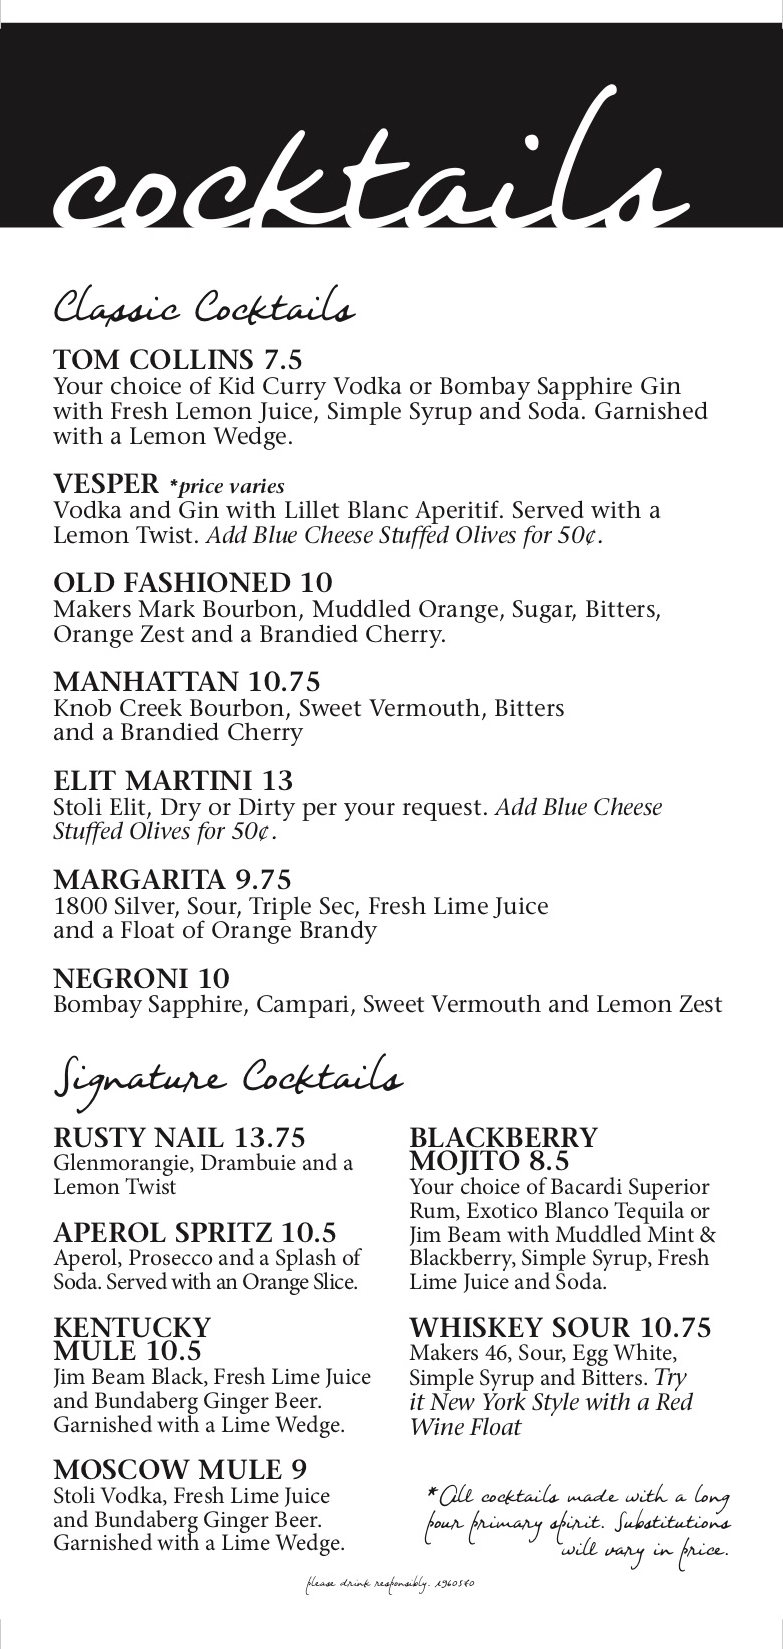 cocktails
Classic Cocktails
TOM COLLINS 7.5
Your choice of Kid Curry Vodka or Bombay Sapphire Gin
with Fresh Lemon Juice, Simple Syrup and Soda. Garnished
with a Lemon Wedge.
VESPER *price varies
Vodka and Gin with Lillet Blanc Aperitif. Served with a
Lemon Twist. Add Blue Cheese Stuffed Olives for 50¢.
OLD FASHIONED 10
Makers Mark Bourbon, Muddled Orange, Sugar, Bitters,
Orange Zest and a Brandied Cherry.
MANHATTAN 10.75
Knob Creek Bourbon, Sweet Vermouth, Bitters
and a Brandied Cherry
ELIT MARTINI 13
Stoli Elit, Dry or Dirty per your request. Add Blue Cheese
Stuffed Olives for 50¢.
MARGARITA 9.75
1800 Silver, Sour, Triple Sec, Fresh Lime Juice
and a Float of Orange Brandy
NEGRONI 10
Bombay Sapphire, Campari, Sweet Vermouth and Lemon Zest
Signature Cocktails
RUSTY NAIL 13.75
Glenmorangie, Drambuie and a
Lemon Twist
APEROL SPRITZ 10.5
Aperol, Prosecco and a Splash of
Soda. Served with an Orange Slice.
KENTUCKY
MULE 10.5
Jim Beam Black, Fresh Lime Juice
and Bundaberg Ginger Beer.
Garnished with a Lime Wedge.
MOSCOW MULE 9
Stoli Vodka, Fresh Lime Juice
and Bundaberg Ginger Beer.
Garnished with a Lime Wedge.
BLACKBERRY
MOJITO 8.5
Your choice of Bacardi Superior
Rum, Exotico Blanco Tequila or
Jim Beam with Muddled Mint &
Blackberry, Simple Syrup, Fresh
Lime Juice and Soda.
WHISKEY SOUR 10.75
Makers 46, Sour, Egg White,
Simple Syrup and Bitters. Try
it New York Style with a Red
Wine Float
*All cocktails made with a long
pour primary spirit. Substitutions
will vary in price.
please drink responsibly.